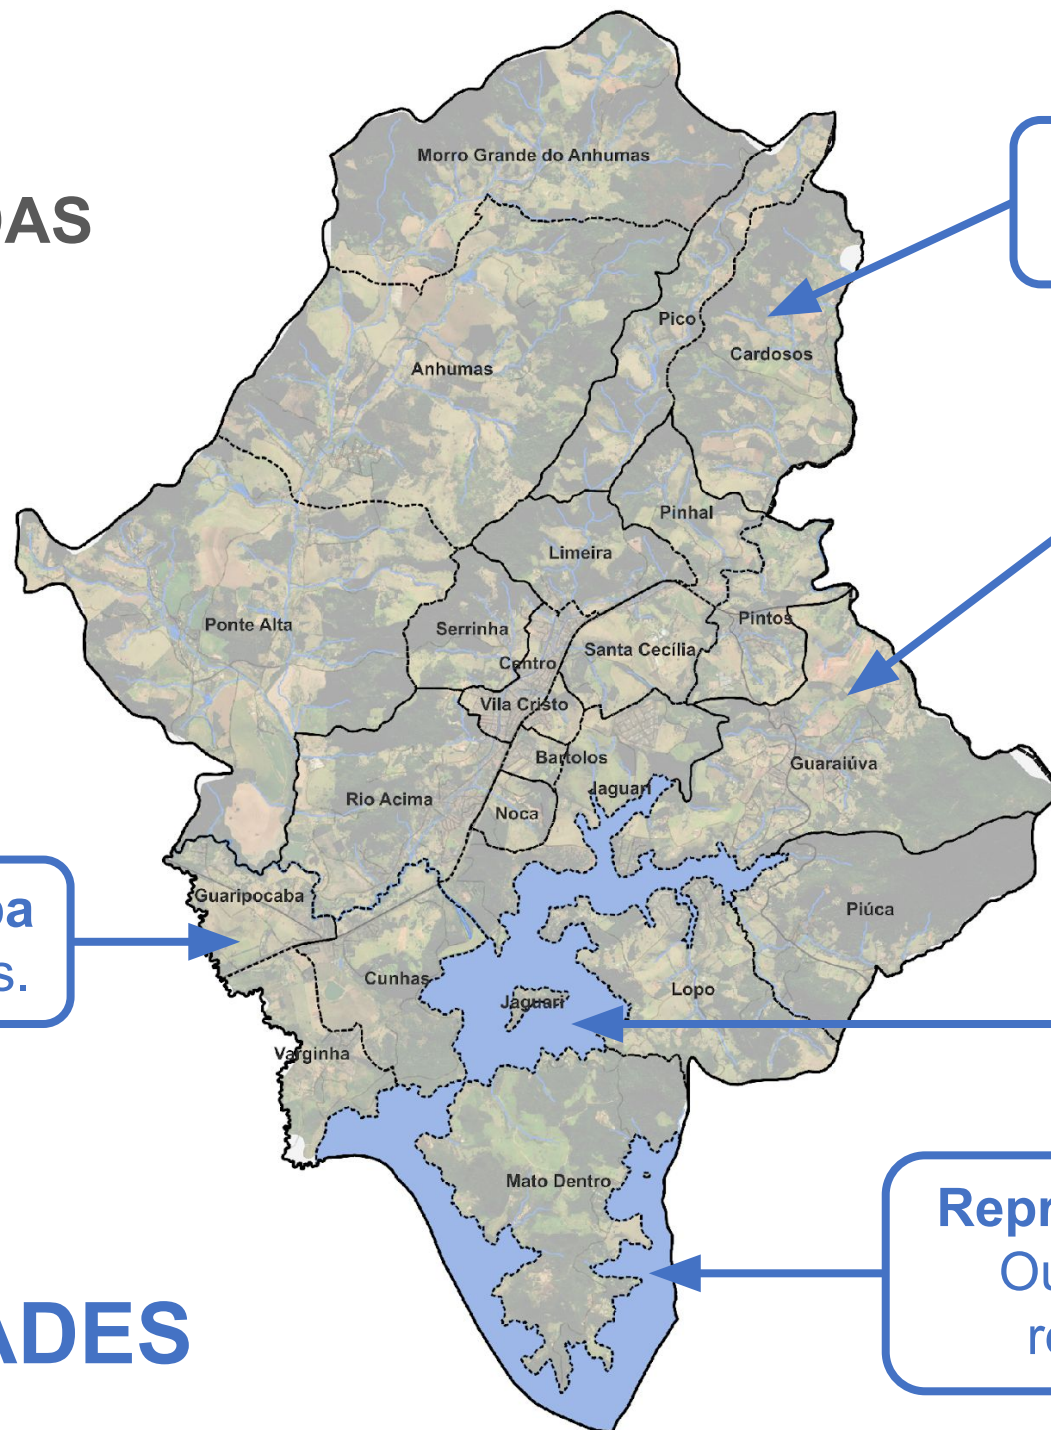 DAS
Morro Grande do Anhumas
Pico
Cardosos
Anhumas
Pinhal
Limeira
Ponte Alta
Serrinha
Pintos
Santa Cecília
Centro
Vila Cristo
Bartolos
Guaraiúva
Jaguari
Rio Acima
Noca
Guaripocaba
Piúca
s.
Cunhas
Lopo
Jaguari
Varginha
Mato Dentro
Repr
Ou
re
ADES